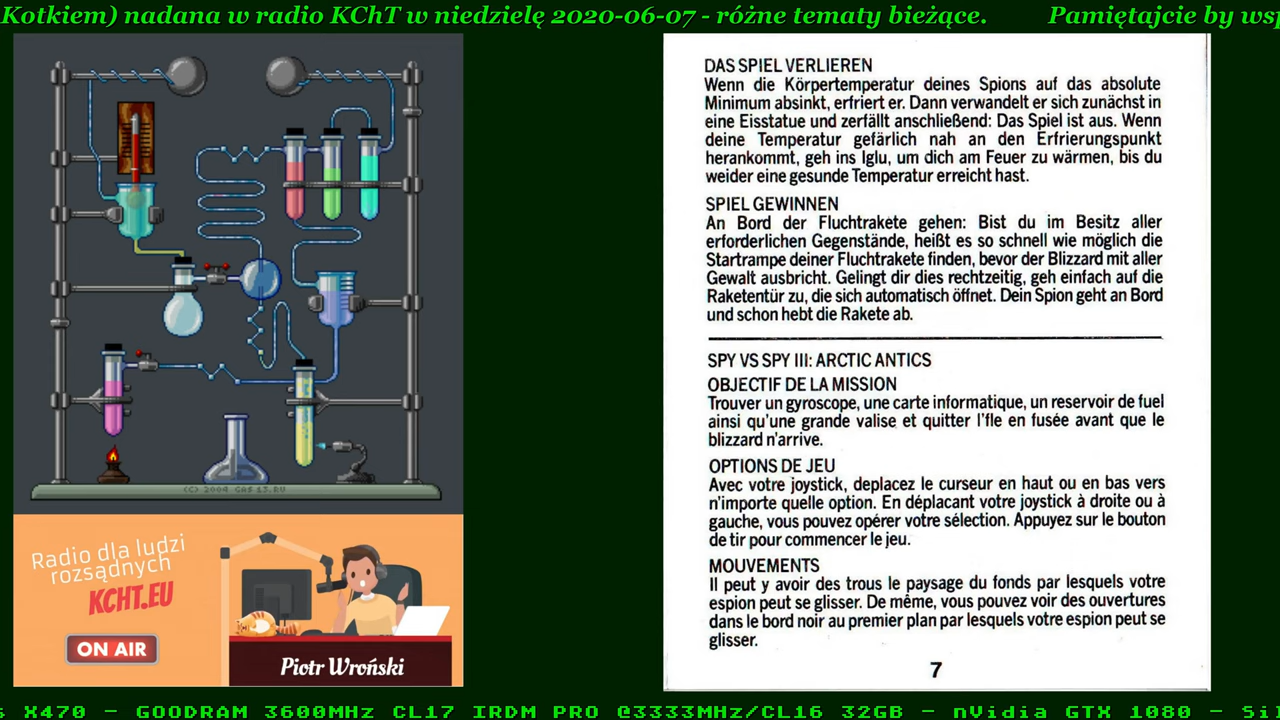 Kotkiem) nadana w radio KChT w niedzielę 2020-06-07 - różne tematy bieżące. Pamiętajcie by wsp
(C) 2009 GAS13.RU
Radio dla ludzi
rozsądnych
KCHT.EU
ON AIR
Piotr Wroński
DAS SPIEL VERLIEREN
Wenn die Körpertemperatur deines Spions auf das absolute
Minimum absinkt, erfriert er. Dann verwandelt er sich zunächst in
eine Eisstatue und zerfällt anschließend: Das Spiel ist aus. Wenn
deine Temperatur gefärlich nah an den Erfrierungspunkt
herankommt, geh ins Iglu, um dich am Feuer zu wärmen, bis du
weider eine gesunde Temperatur erreicht hast.
SPIEL GEWINNEN
An Bord der Fluchtrakete gehen: Bist du im Besitz aller
erforderlichen Gegenstände, heißt es so schnell wie möglich die
Startrampe deiner Fluchtrakete finden, bevor der Blizzard mit aller
Gewalt ausbricht. Gelingt dir dies rechtzeitig, geh einfach auf die
Raketentür zu, die sich automatisch öffnet. Dein Spion geht an Bord
und schon hebt die Rakete ab.
SPY VS SPY III: ARCTIC ANTICS
OBJECTIF DE LA MISSION
Trouver un gyroscope, une carte informatique, un reservoir de fuel
ainsi qu'une grande valise et quitter l'fle en fusée avant que le
blizzard n'arrive.
OPTIONS DE JEU
Avec votre joystick, deplacez le curseur en haut ou en bas vers
n'importe quelle option. En déplacant votre joystick à droite ou à
gauche, vous pouvez opérer votre sélection. Appuyez sur le bouton
de tir pour commencer le jeu.
MOUVEMENTS
Il peut y avoir des trous le paysage du fonds par lesquels votre
espion peut se glisser. De même, vous pouvez voir des ouvertures
dans le bord noir au premier plan par lesquels votre espion peut se
glisser.
7
s X470 - GOODRAM 3600MHz CL17 IRDM PRO @3333MHz/CL16 32GB - nVidia GTX 1080 - Sil